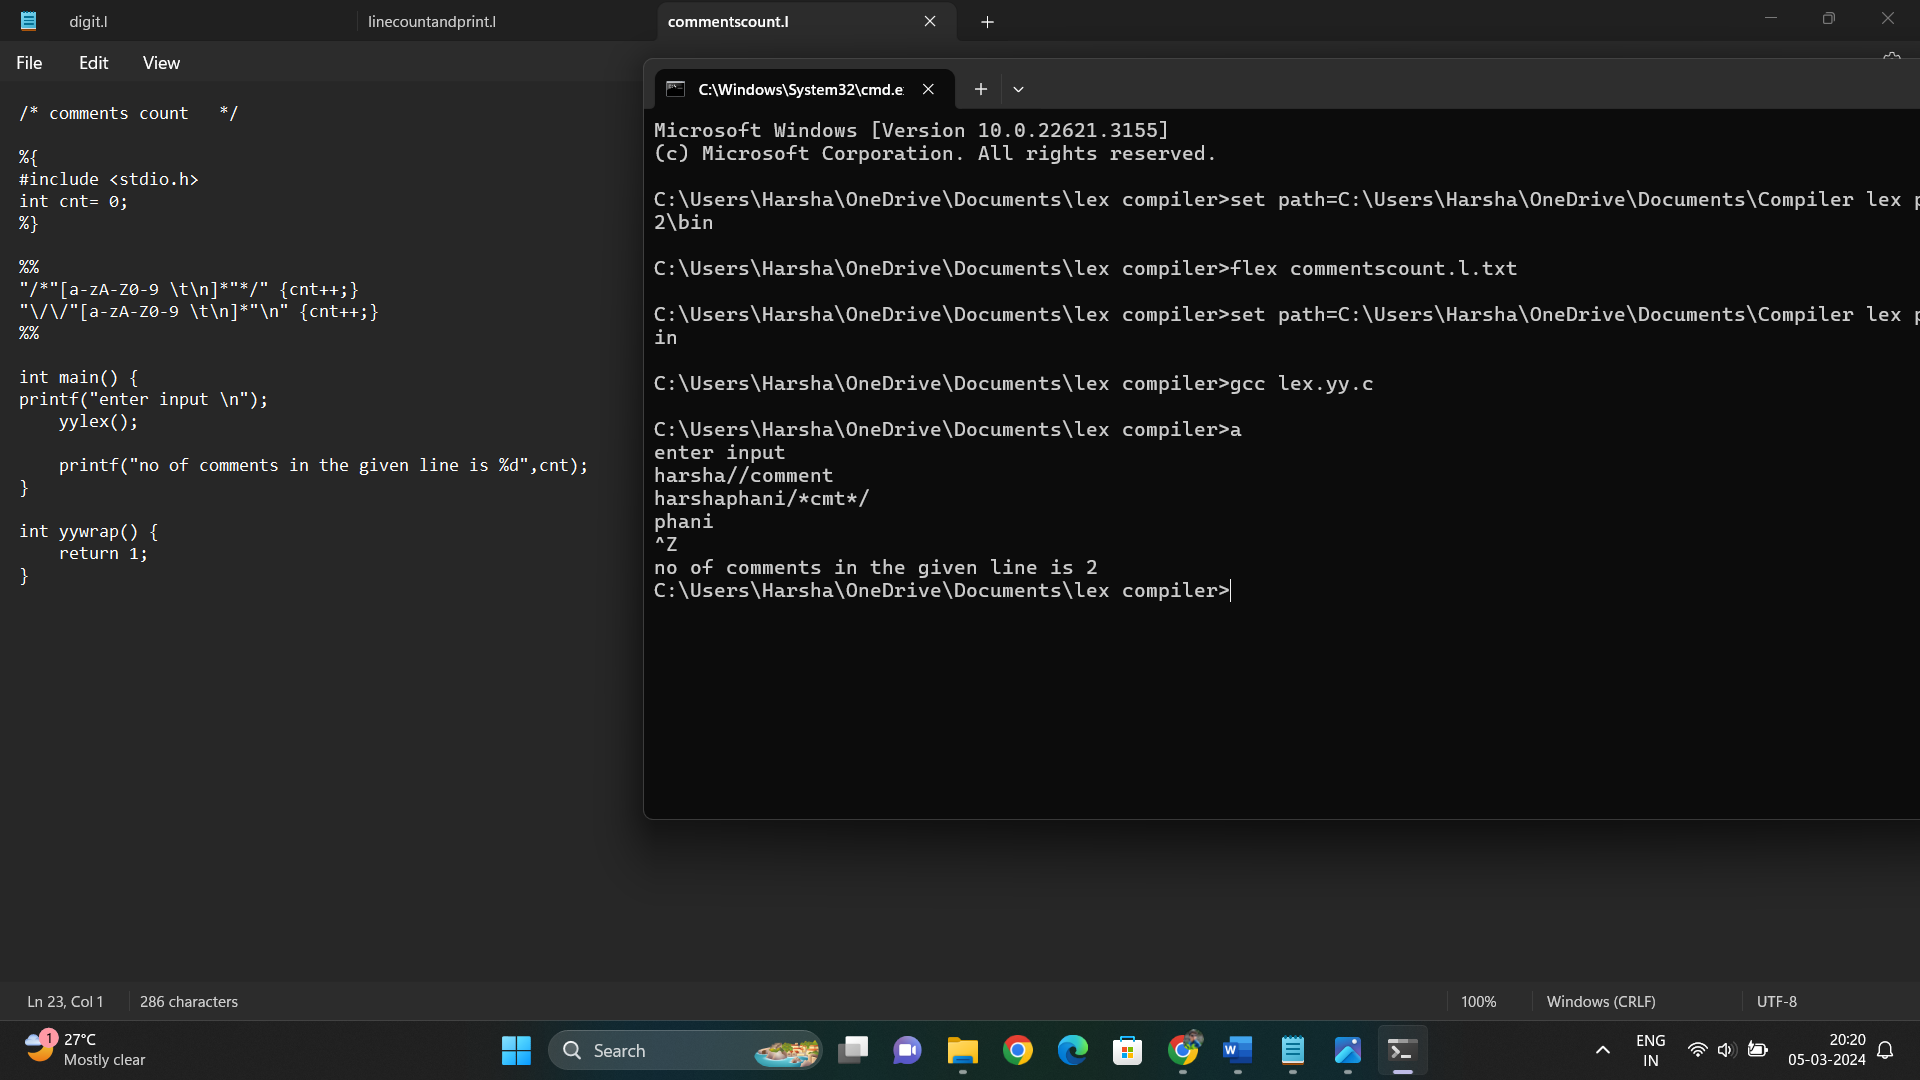 digit.l
linecountandprint.l
commentscount.l
File Edit View
/* comments count   */
%{
#include <stdio.h>
int cnt= 0;
%}
%%
"/*"[a-zA-Z0-9 \t\n]*"*/" {cnt++;}
"\/\/"[a-zA-Z0-9 \t\n]*"\n" {cnt++;}
%%
int main() {
printf("enter input \n");
    yylex();
    printf("no of comments in the given line is %d",cnt);
}
int yywrap() {
    return 1;
}
C:\Windows\System32\cmd.e
Microsoft Windows [Version 10.0.22621.3155]
(c) Microsoft Corporation. All rights reserved.
C:\Users\Harsha\OneDrive\Documents\lex compiler>set path=C:\Users\Harsha\OneDrive\Documents\Compiler lex p
2\bin
C:\Users\Harsha\OneDrive\Documents\lex compiler>flex commentscount.l.txt
C:\Users\Harsha\OneDrive\Documents\lex compiler>set path=C:\Users\Harsha\OneDrive\Documents\Compiler lex p
in
C:\Users\Harsha\OneDrive\Documents\lex compiler>gcc lex.yy.c
C:\Users\Harsha\OneDrive\Documents\lex compiler>a
enter input
harsha//comment
harshaphani/*cmt*/
phani
^Z
no of comments in the given line is 2
C:\Users\Harsha\OneDrive\Documents\lex compiler>
Ln 23, Col 1
286 characters
100%
Windows (CRLF)
UTF-8
1
27°C
Mostly clear
Search
W
ENG
IN
20:20
05-03-2024